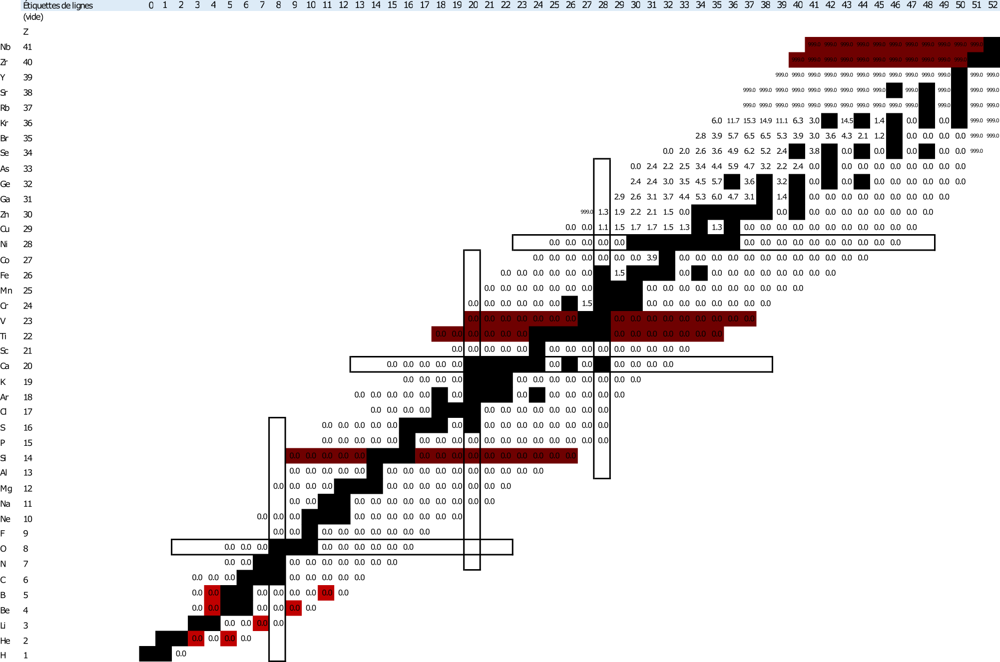 Étiquettes de lignes 0 1 2 3 4 5 6 7 8 9 10 11 12 13 14 15 16 17 18 19 20 21 22 23 24 25 26 27 28 29 30 31 32 33 34 35 36 37 38 39 40 41 42 43 44 45 46 47 48 49 50 51 52
(vide)
Z
Nb 41 999.0 999.0 999.0 999.0 999.0 999.0 999.0 999.0 999.0 999.0 999.0
Zr 40 999.0 999.0 999.0 999.0 999.0 999.0 999.0 999.0 999.0 999.0 999.0
Y 39 999.0 999.0 999.0 999.0 999.0 999.0 999.0 999.0 999.0 999.0 999.0 999.0 999.0
Sr 38 999.0 999.0 999.0 999.0 999.0 999.0 999.0 999.0 999.0 999.0 999.0 999.0 999.0
Rb 37 999.0 999.0 999.0 999.0 999.0 999.0 999.0 999.0 999.0 999.0 999.0 999.0 999.0 999.0
Kr 36 6.0 11.7 15.3 14.9 11.1 6.3 3.0 14.5 1.4 0.0 0.0 999.0 999.0
Br 35 2.8 3.9 5.7 6.5 6.5 5.3 3.9 3.0 3.6 4.3 2.1 1.2 0.0 0.0 0.0 0.0 999.0 999.0
Se 34 0.0 2.0 2.6 3.6 4.9 6.2 5.2 2.4 3.8 0.0 0.0 0.0 0.0 0.0 999.0
As 33 0.0 2.4 2.2 2.5 3.4 4.4 5.9 4.7 3.2 2.2 2.4 0.0 0.0 0.0 0.0 0.0 0.0 0.0 0.0 0.0
Ge 32 2.4 2.4 3.0 3.5 4.5 5.7 3.6 3.2 0.0 0.0 0.0 0.0 0.0 0.0 0.0 0.0
Ga 31 2.9 2.6 3.1 3.7 4.4 5.3 6.0 4.7 3.1 1.4 0.0 0.0 0.0 0.0 0.0 0.0 0.0 0.0 0.0
Zn 30 999.0 1.3 1.9 2.2 2.1 1.5 0.0 0.0 0.0 0.0 0.0 0.0 0.0 0.0 0.0 0.0
Cu 29 0.0 0.0 1.1 1.5 1.7 1.7 1.5 1.3 1.3 0.0 0.0 0.0 0.0 0.0 0.0 0.0 0.0 0.0 0.0 0.0
Ni 28 0.0 0.0 0.0 0.0 0.0 0.0 0.0 0.0 0.0 0.0 0.0 0.0 0.0 0.0 0.0
Co 27 0.0 0.0 0.0 0.0 0.0 0.0 0.0 3.9 0.0 0.0 0.0 0.0 0.0 0.0 0.0 0.0 0.0 0.0 0.0 0.0
Fe 26 0.0 0.0 0.0 0.0 0.0 0.0 1.5 0.0 0.0 0.0 0.0 0.0 0.0 0.0 0.0 0.0
Mn 25 0.0 0.0 0.0 0.0 0.0 0.0 0.0 0.0 0.0 0.0 0.0 0.0 0.0 0.0 0.0 0.0 0.0
Cr 24 0.0 0.0 0.0 0.0 0.0 0.0 1.5 0.0 0.0 0.0 0.0 0.0 0.0 0.0 0.0
V 23 0.0 0.0 0.0 0.0 0.0 0.0 0.0 0.0 0.0 0.0 0.0 0.0 0.0 0.0 0.0 0.0
Ti 22 0.0 0.0 0.0 0.0 0.0 0.0 0.0 0.0 0.0 0.0 0.0 0.0 0.0
Sc 21 0.0 0.0 0.0 0.0 0.0 0.0 0.0 0.0 0.0 0.0 0.0 0.0 0.0 0.0
Ca 20 0.0 0.0 0.0 0.0 0.0 0.0 0.0 0.0 0.0 0.0 0.0
K 19 0.0 0.0 0.0 0.0 0.0 0.0 0.0 0.0 0.0 0.0 0.0 0.0
Ar 18 0.0 0.0 0.0 0.0 0.0 0.0 0.0 0.0 0.0 0.0 0.0 0.0
Cl 17 0.0 0.0 0.0 0.0 0.0 0.0 0.0 0.0 0.0 0.0 0.0 0.0
S 16 0.0 0.0 0.0 0.0 0.0 0.0 0.0 0.0 0.0 0.0 0.0 0.0 0.0 0.0
P 15 0.0 0.0 0.0 0.0 0.0 0.0 0.0 0.0 0.0 0.0 0.0 0.0 0.0 0.0 0.0 0.0 0.0
Si 14 0.0 0.0 0.0 0.0 0.0 0.0 0.0 0.0 0.0 0.0 0.0 0.0 0.0 0.0 0.0
Al 13 0.0 0.0 0.0 0.0 0.0 0.0 0.0 0.0 0.0 0.0 0.0 0.0 0.0 0.0 0.0
Mg 12 0.0 0.0 0.0 0.0 0.0 0.0 0.0 0.0 0.0 0.0 0.0 0.0
Na 11 0.0 0.0 0.0 0.0 0.0 0.0 0.0 0.0 0.0 0.0 0.0
Ne 10 0.0 0.0 0.0 0.0 0.0 0.0 0.0 0.0 0.0 0.0
F 9 0.0 0.0 0.0 0.0 0.0 0.0 0.0 0.0 0.0
O 8 0.0 0.0 0.0 0.0 0.0 0.0 0.0 0.0 0.0
N 7 0.0 0.0 0.0 0.0 0.0 0.0 0.0 0.0 0.0
C 6 0.0 0.0 0.0 0.0 0.0 0.0 0.0 0.0
B 5 0.0 0.0 0.0 0.0 0.0 0.0 0.0 0.0
Be 4 0.0 0.0 0.0 0.0 0.0 0.0
Li 3 0.0 0.0 0.0 0.0
He 2 0.0 0.0 0.0 0.0
H 1 0.0